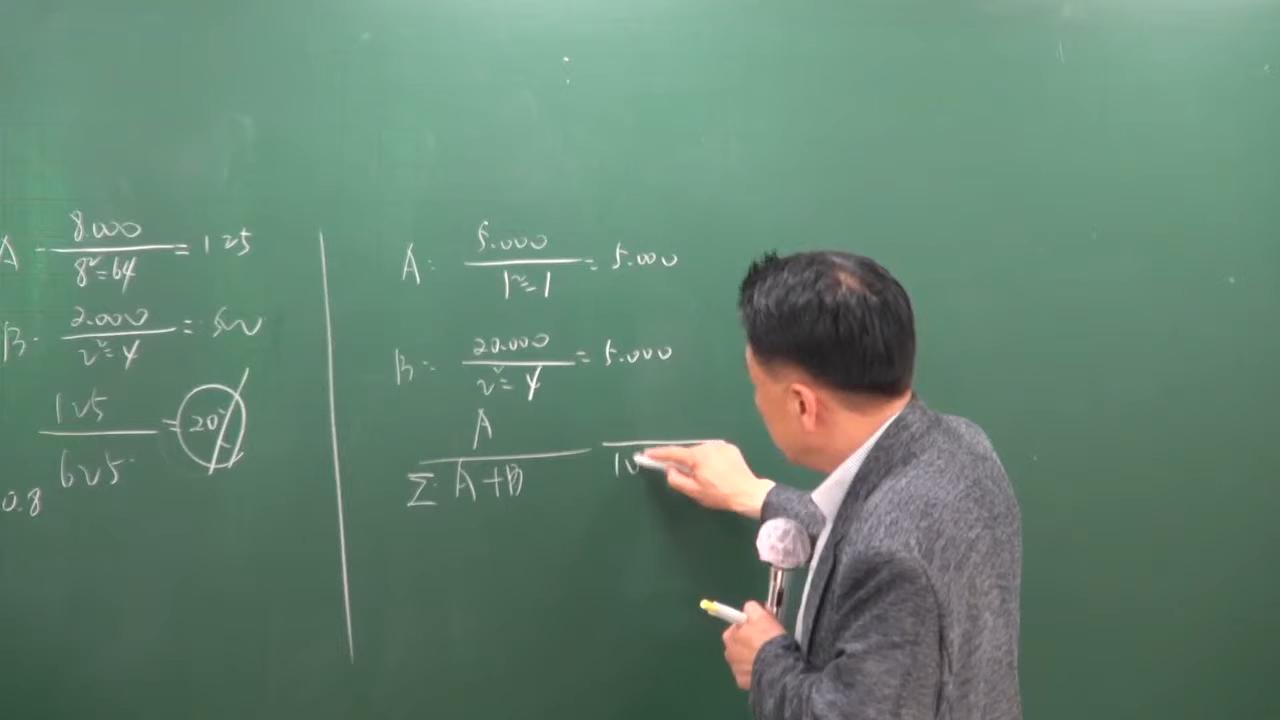 A 8.000 / 8²=64 = 125
B. 2.000 / 2²=4 = 500
125 / 625 = 20%
0.8
A: 5.000 / 1²=1 = 5.000
B: 20.000 / 2²=4 = 5.000
A / Σ A+B
10